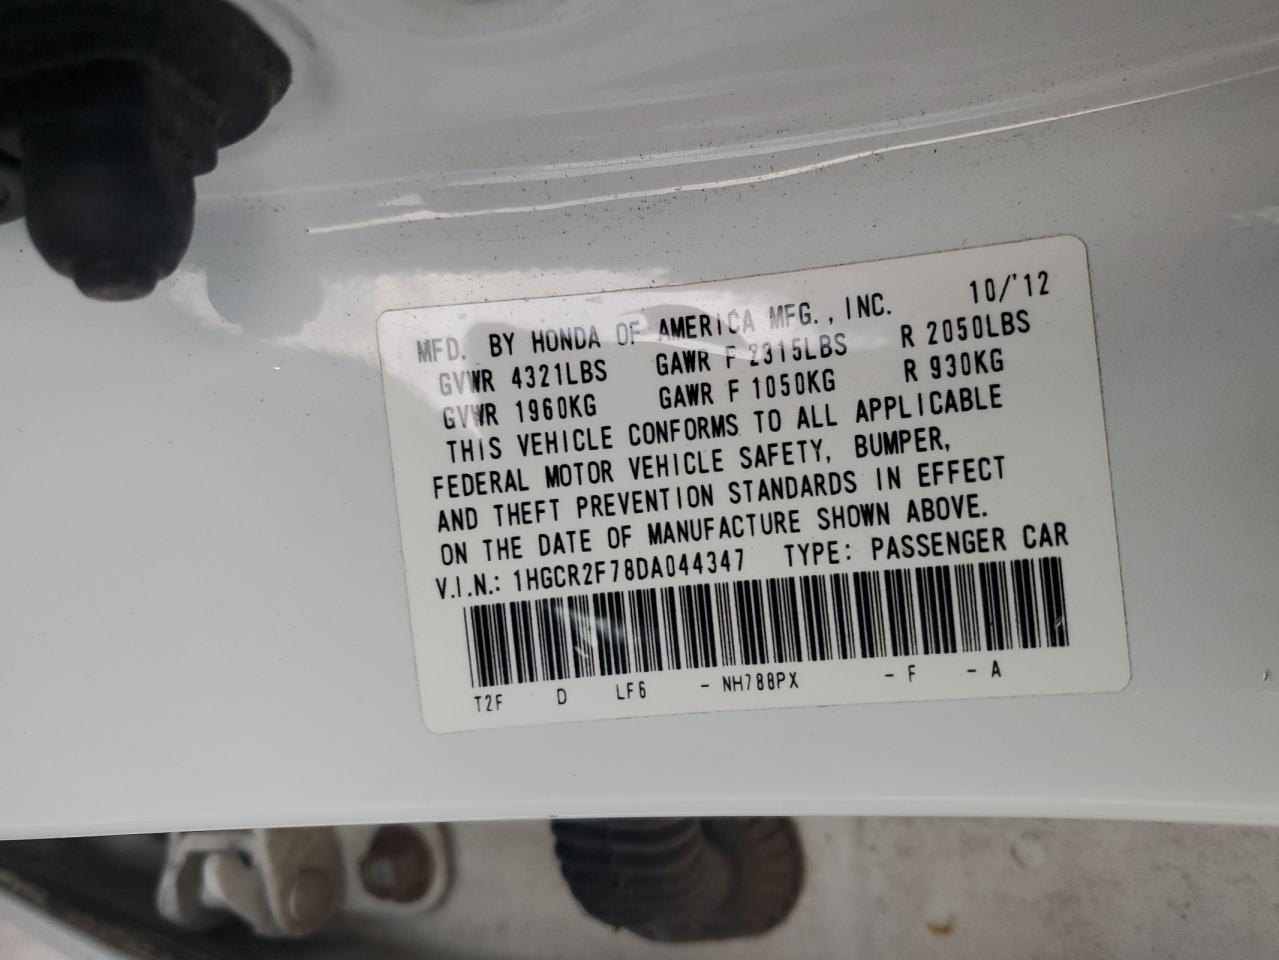 MFD. BY HONDA OF AMERICA MFG., INC. 10/'12
GVWR 4321LBS GAWR F 2315LBS R 2050LBS
GVWR 1960KG GAWR F 1050KG R 930KG
THIS VEHICLE CONFORMS TO ALL APPLICABLE
FEDERAL MOTOR VEHICLE SAFETY, BUMPER,
AND THEFT PREVENTION STANDARDS IN EFFECT
ON THE DATE OF MANUFACTURE SHOWN ABOVE.
V.I.N.: 1HGCR2F78DA044347 TYPE: PASSENGER CAR
T2F D LF6 - NH788PX - F - A